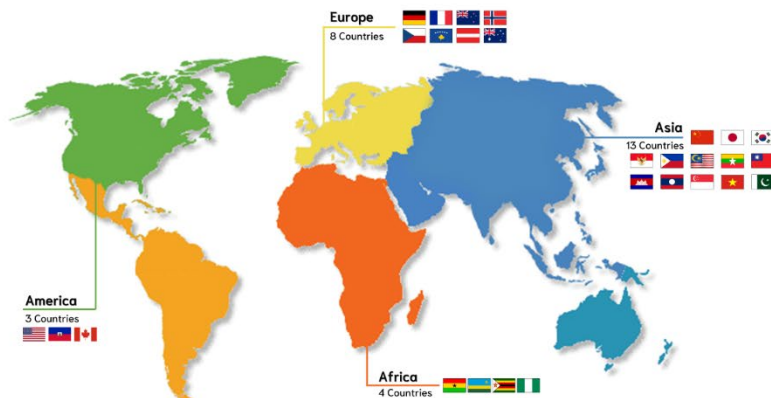 Europe
8 Countries
Asia
13 Countries
America
3 Countries
Africa
4 Countries